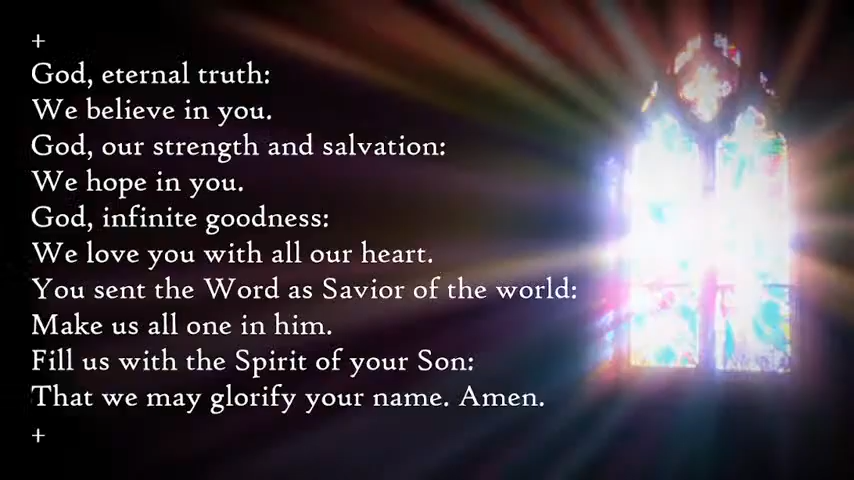 +
God, eternal truth:
We believe in you.
God, our strength and salvation:
We hope in you.
God, infinite goodness:
We love you with all our heart.
You sent the Word as Savior of the world:
Make us all one in him.
Fill us with the Spirit of your Son:
That we may glorify your name. Amen.
+